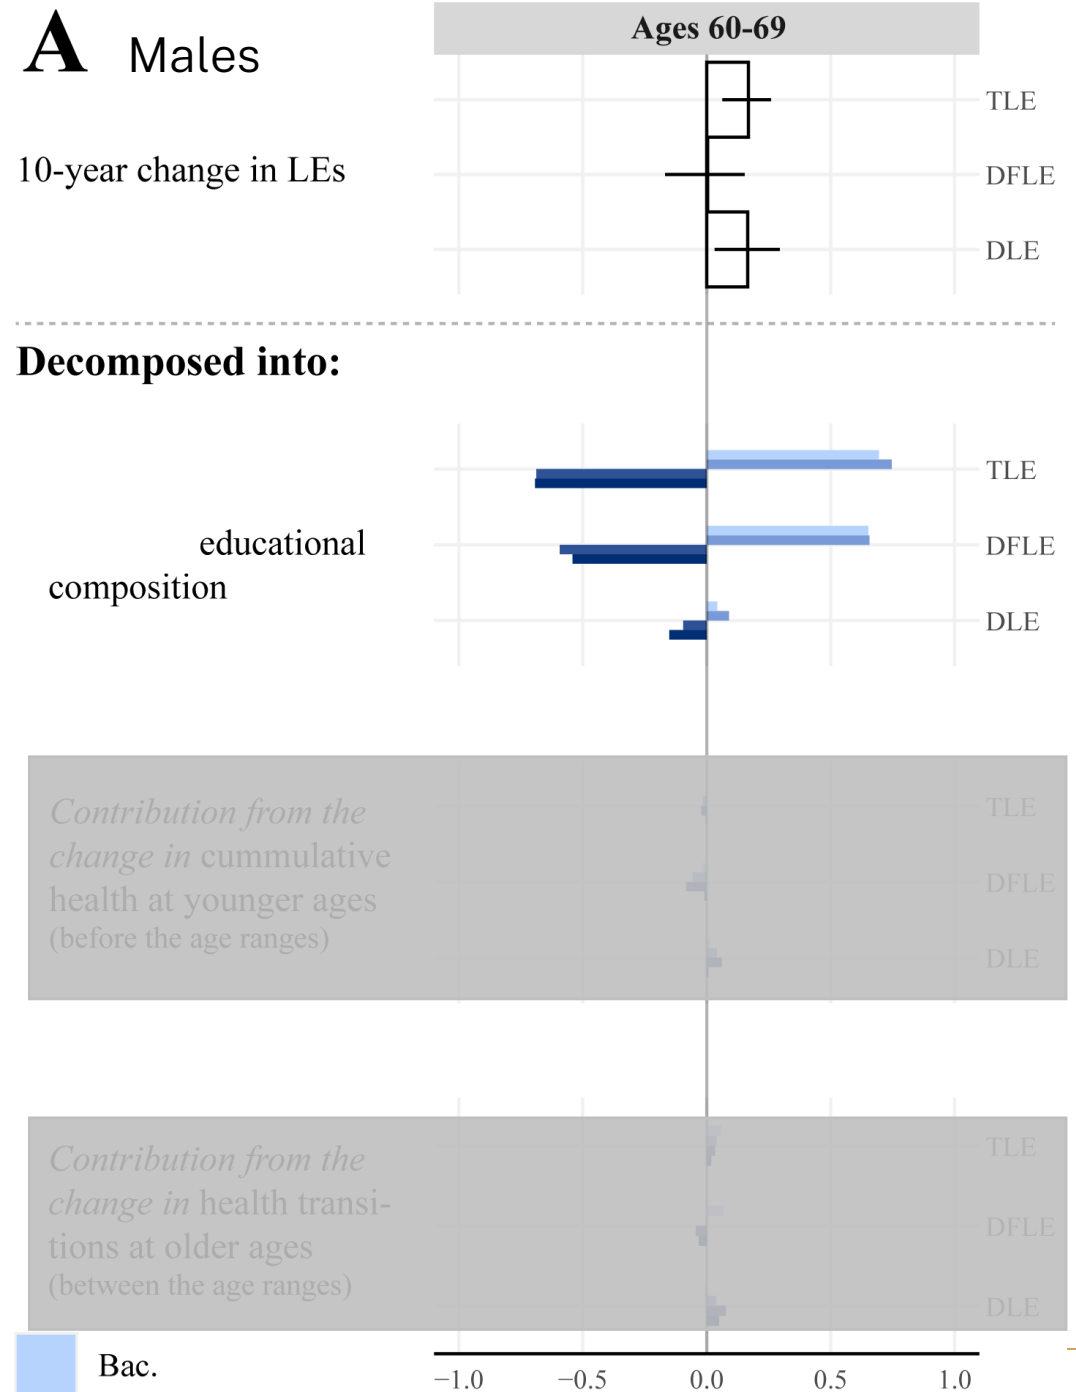 A Males
Ages 60-69
TLE
10-year change in LEs
DFLE
DLE
Decomposed into:
TLE
educational
DFLE
composition
DLE
Contribution from the
TLE
change in cummulative
health at younger ages
DFLE
(before the age ranges)
DLE
Contribution from the
TLE
change in health transi-
DFLE
tions at older ages
(between the age ranges)
DLE
Bac.
−1.0 −0.5 0.0 0.5 1.0